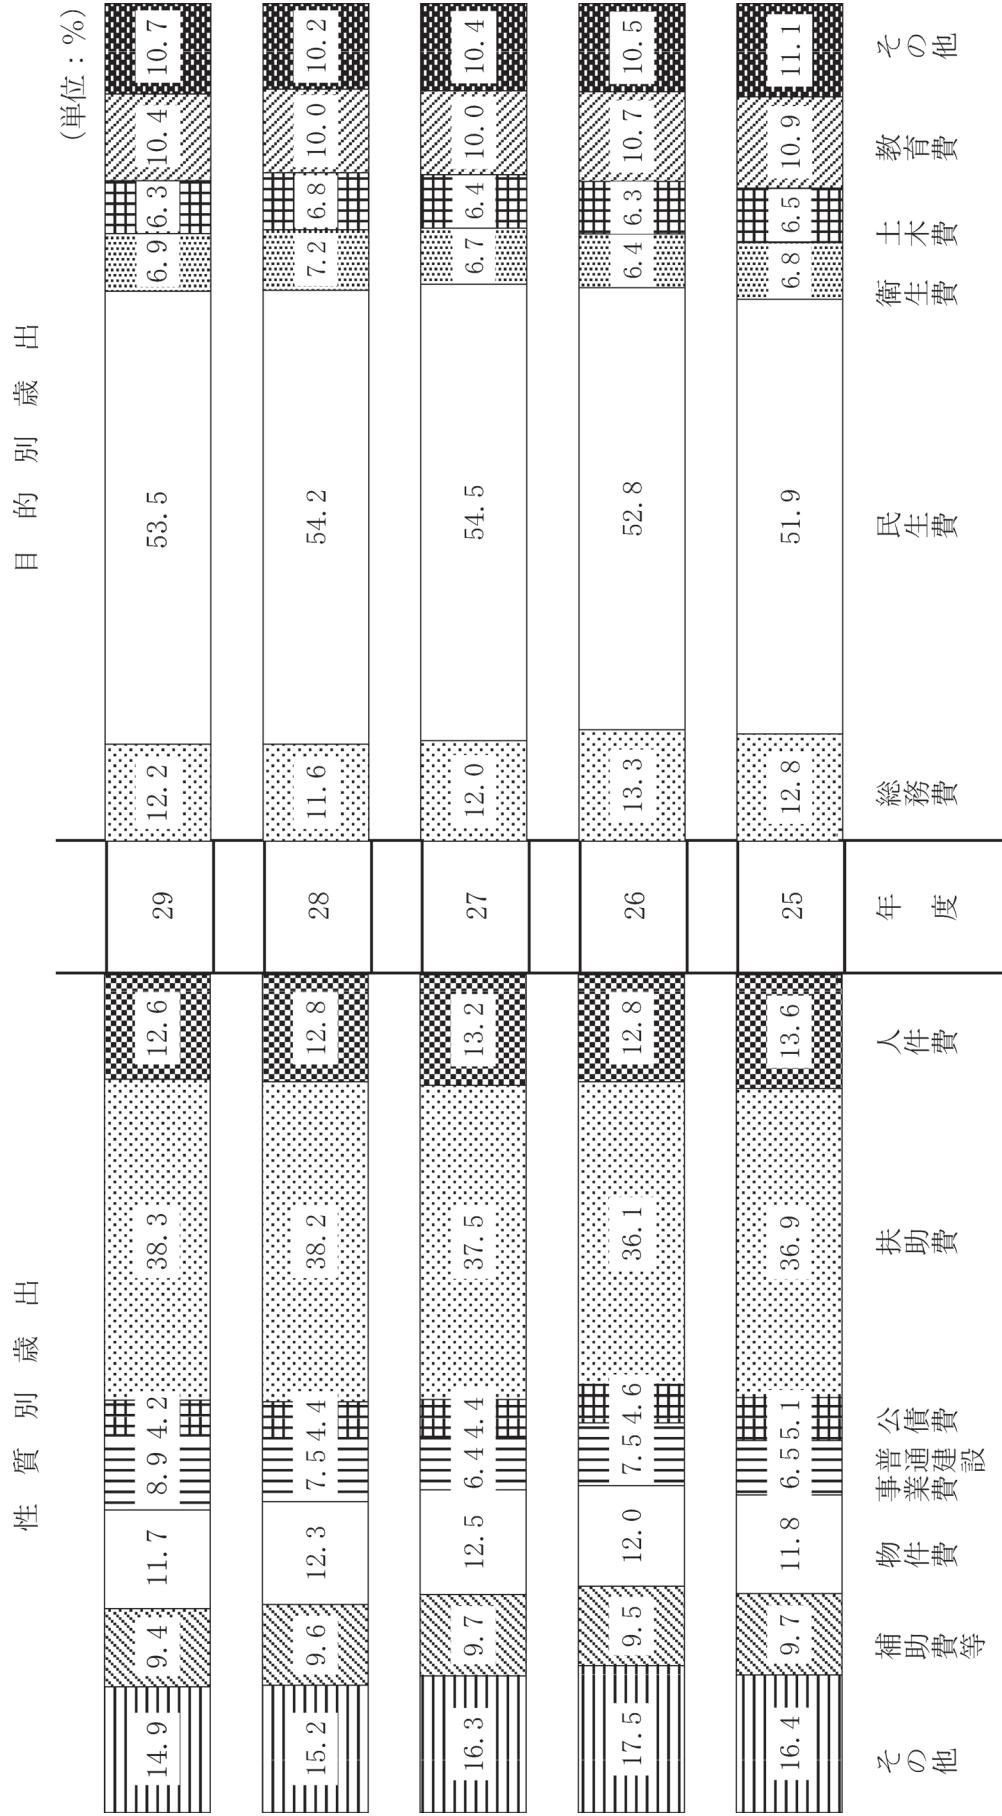 性質別歳出 目的別歳出
(単位：%)
14.9 9.4 11.7 8.9 4.2 38.3 12.6 29 12.2 53.5 6.9 6.3 10.4 10.7
15.2 9.6 12.3 7.5 4.4 38.2 12.8 28 11.6 54.2 7.2 6.8 10.0 10.2
16.3 9.7 12.5 6.4 4.4 37.5 13.2 27 12.0 54.5 6.7 6.4 10.0 10.4
17.5 9.5 12.0 7.5 4.6 36.1 12.8 26 13.3 52.8 6.4 6.3 10.7 10.5
16.4 9.7 11.8 6.5 5.1 36.9 13.6 25 12.8 51.9 6.8 6.5 10.9 11.1
その他
補助費等
物件費
普通建設事業費
公債費
扶助費
人件費
年度
総務費
民生費
衛生費
土木費
教育費
その他